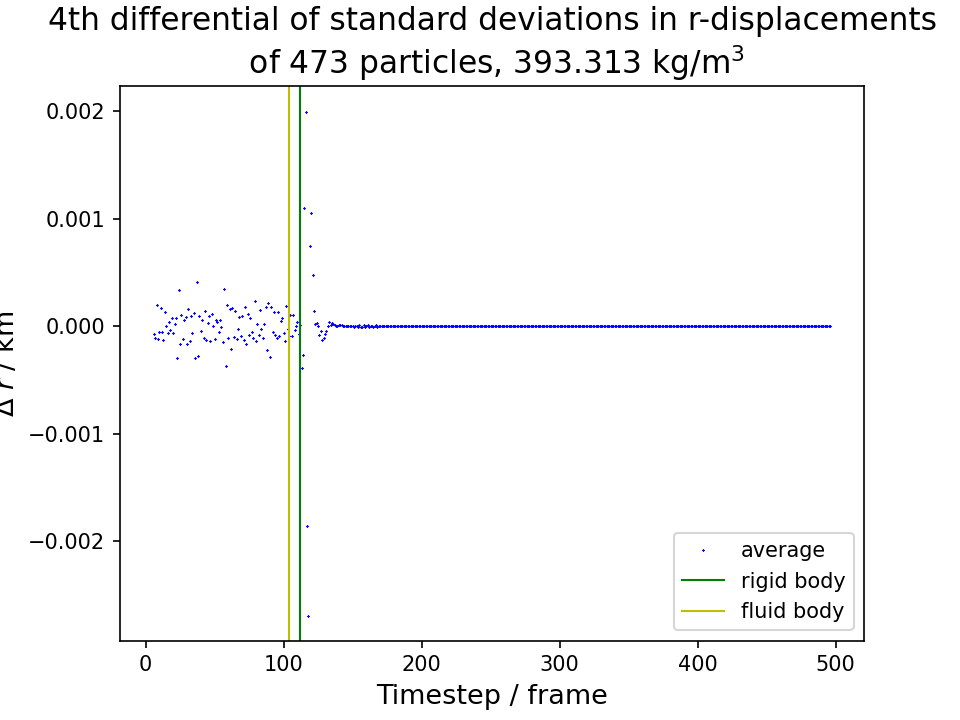 4th differential of standard deviations in r-displacements
of 473 particles, 393.313 kg/m³
0.002
0.001
0.000
−0.001
−0.002
Δ r / km
average
rigid body
fluid body
0 100 200 300 400 500
Timestep / frame